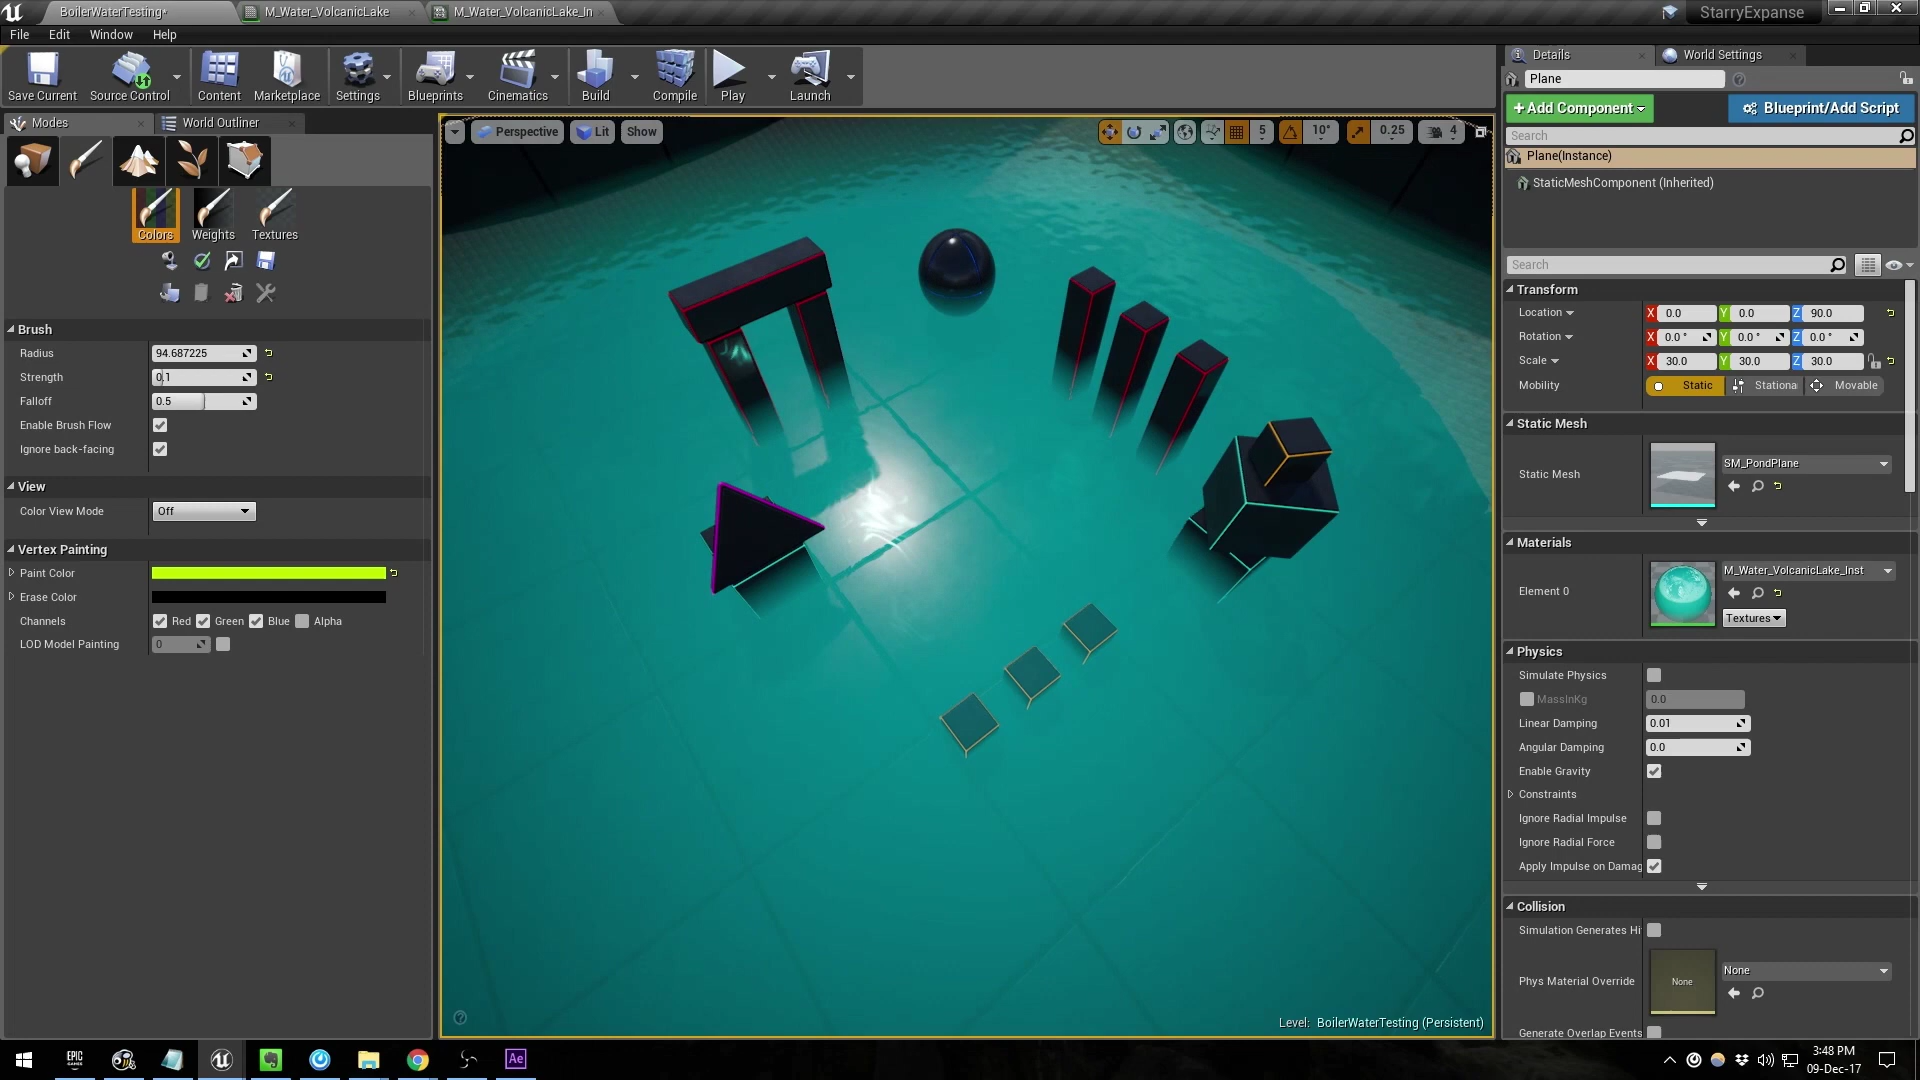 BoilerWaterTesting*
M_Water_VolcanicLake
M_Water_VolcanicLake_In
StarryExpanse
File Edit Window Help
Save Current Source Control Content Marketplace Settings Blueprints Cinematics Build Compile Play Launch
Modes World Outliner
Colors Weights Textures
Brush
Radius 94.687225
Strength 0.1
Falloff 0.5
Enable Brush Flow
Ignore back-facing
View
Color View Mode Off
Vertex Painting
Paint Color
Erase Color
Channels Red Green Blue Alpha
LOD Model Painting 0
Perspective Lit Show 5 10° 0.25 4
Level: BoilerWaterTesting (Persistent)
Details World Settings
Plane
+Add Component Blueprint/Add Script
Search
Plane(Instance)
StaticMeshComponent (Inherited)
Search
Transform
Location X 0.0 Y 0.0 Z 90.0
Rotation X 0.0 ° Y 0.0 ° Z 0.0 °
Scale X 30.0 Y 30.0 Z 30.0
Mobility Static Stationa Movable
Static Mesh
Static Mesh SM_PondPlane
Materials
Element 0 M_Water_VolcanicLake_Inst
Textures
Physics
Simulate Physics
MassInKg 0.0
Linear Damping 0.01
Angular Damping 0.0
Enable Gravity
Constraints
Ignore Radial Impulse
Ignore Radial Force
Apply Impulse on Damag
Collision
Simulation Generates Hi
Phys Material Override None None
Generate Overlap Events
EPIC GAMES
Ae
3:48 PM
09-Dec-17